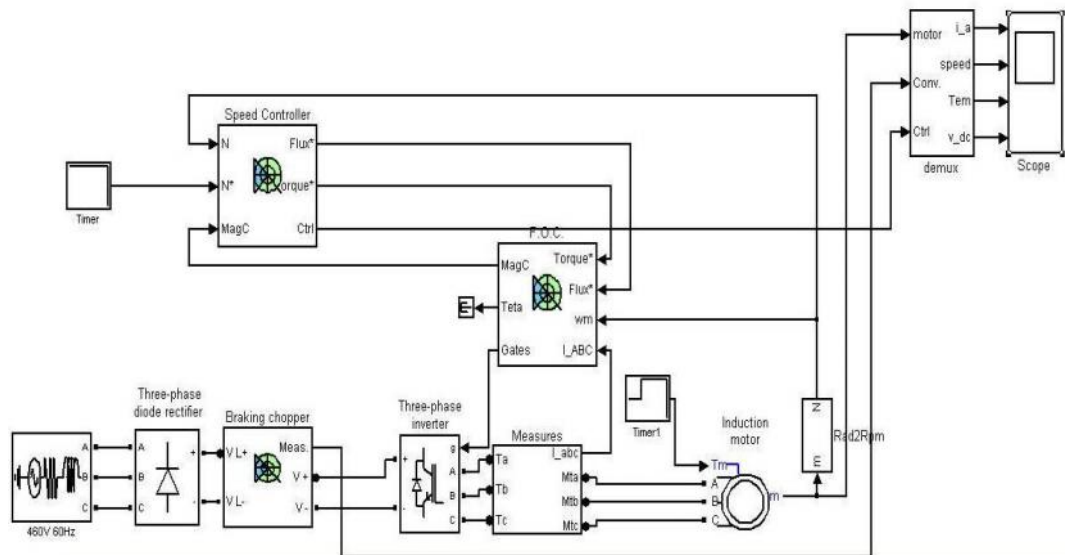 motor
i_a
speed
Conv.
Tem
Ctrl
v_dc
demux
Scope
Speed Controller
N
Flux*
N*
orque*
MagC
Ctrl
Timer
F.O.C.
MagC
Torque*
Flux*
Teta
wm
Gates
I_ABC
Three-phase
diode rectifier
Braking chopper
Three-phase
inverter
Measures
Timer1
Induction
motor
N
Rad2Rpm
m
A
B
C
A
B
C
+
-
V L+
V L-
Meas.
V +
V -
+
-
g
A
B
C
Ta
Tb
Tc
I_abc
Mta
Mtb
Mtc
Tm
A
B
C
m
460V 60Hz